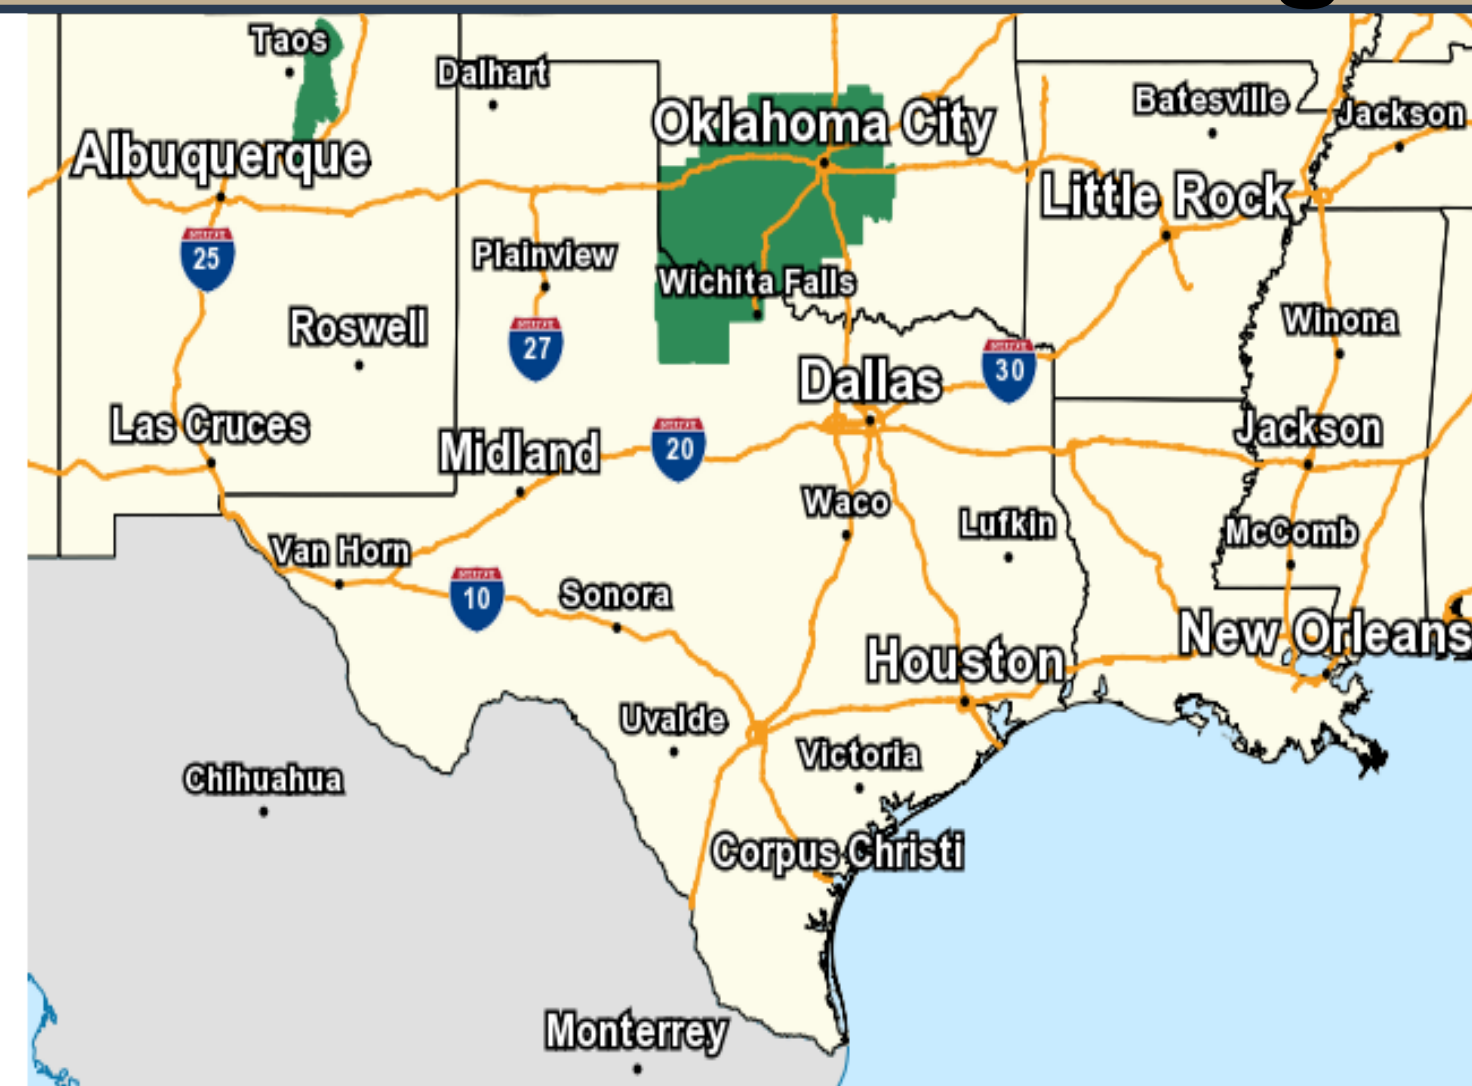 Taos
Dalhart
Oklahoma City
Batesville
Jackson
Albuquerque
Little Rock
25
Plainview
Wichita Falls
Roswell
27
Winona
30
Dallas
Las Cruces
Midland
20
Jackson
Waco
Lufkin
McComb
Van Horn
10
Sonora
New Orleans
Houston
Uvalde
Victoria
Chihuahua
Corpus Christi
Monterrey